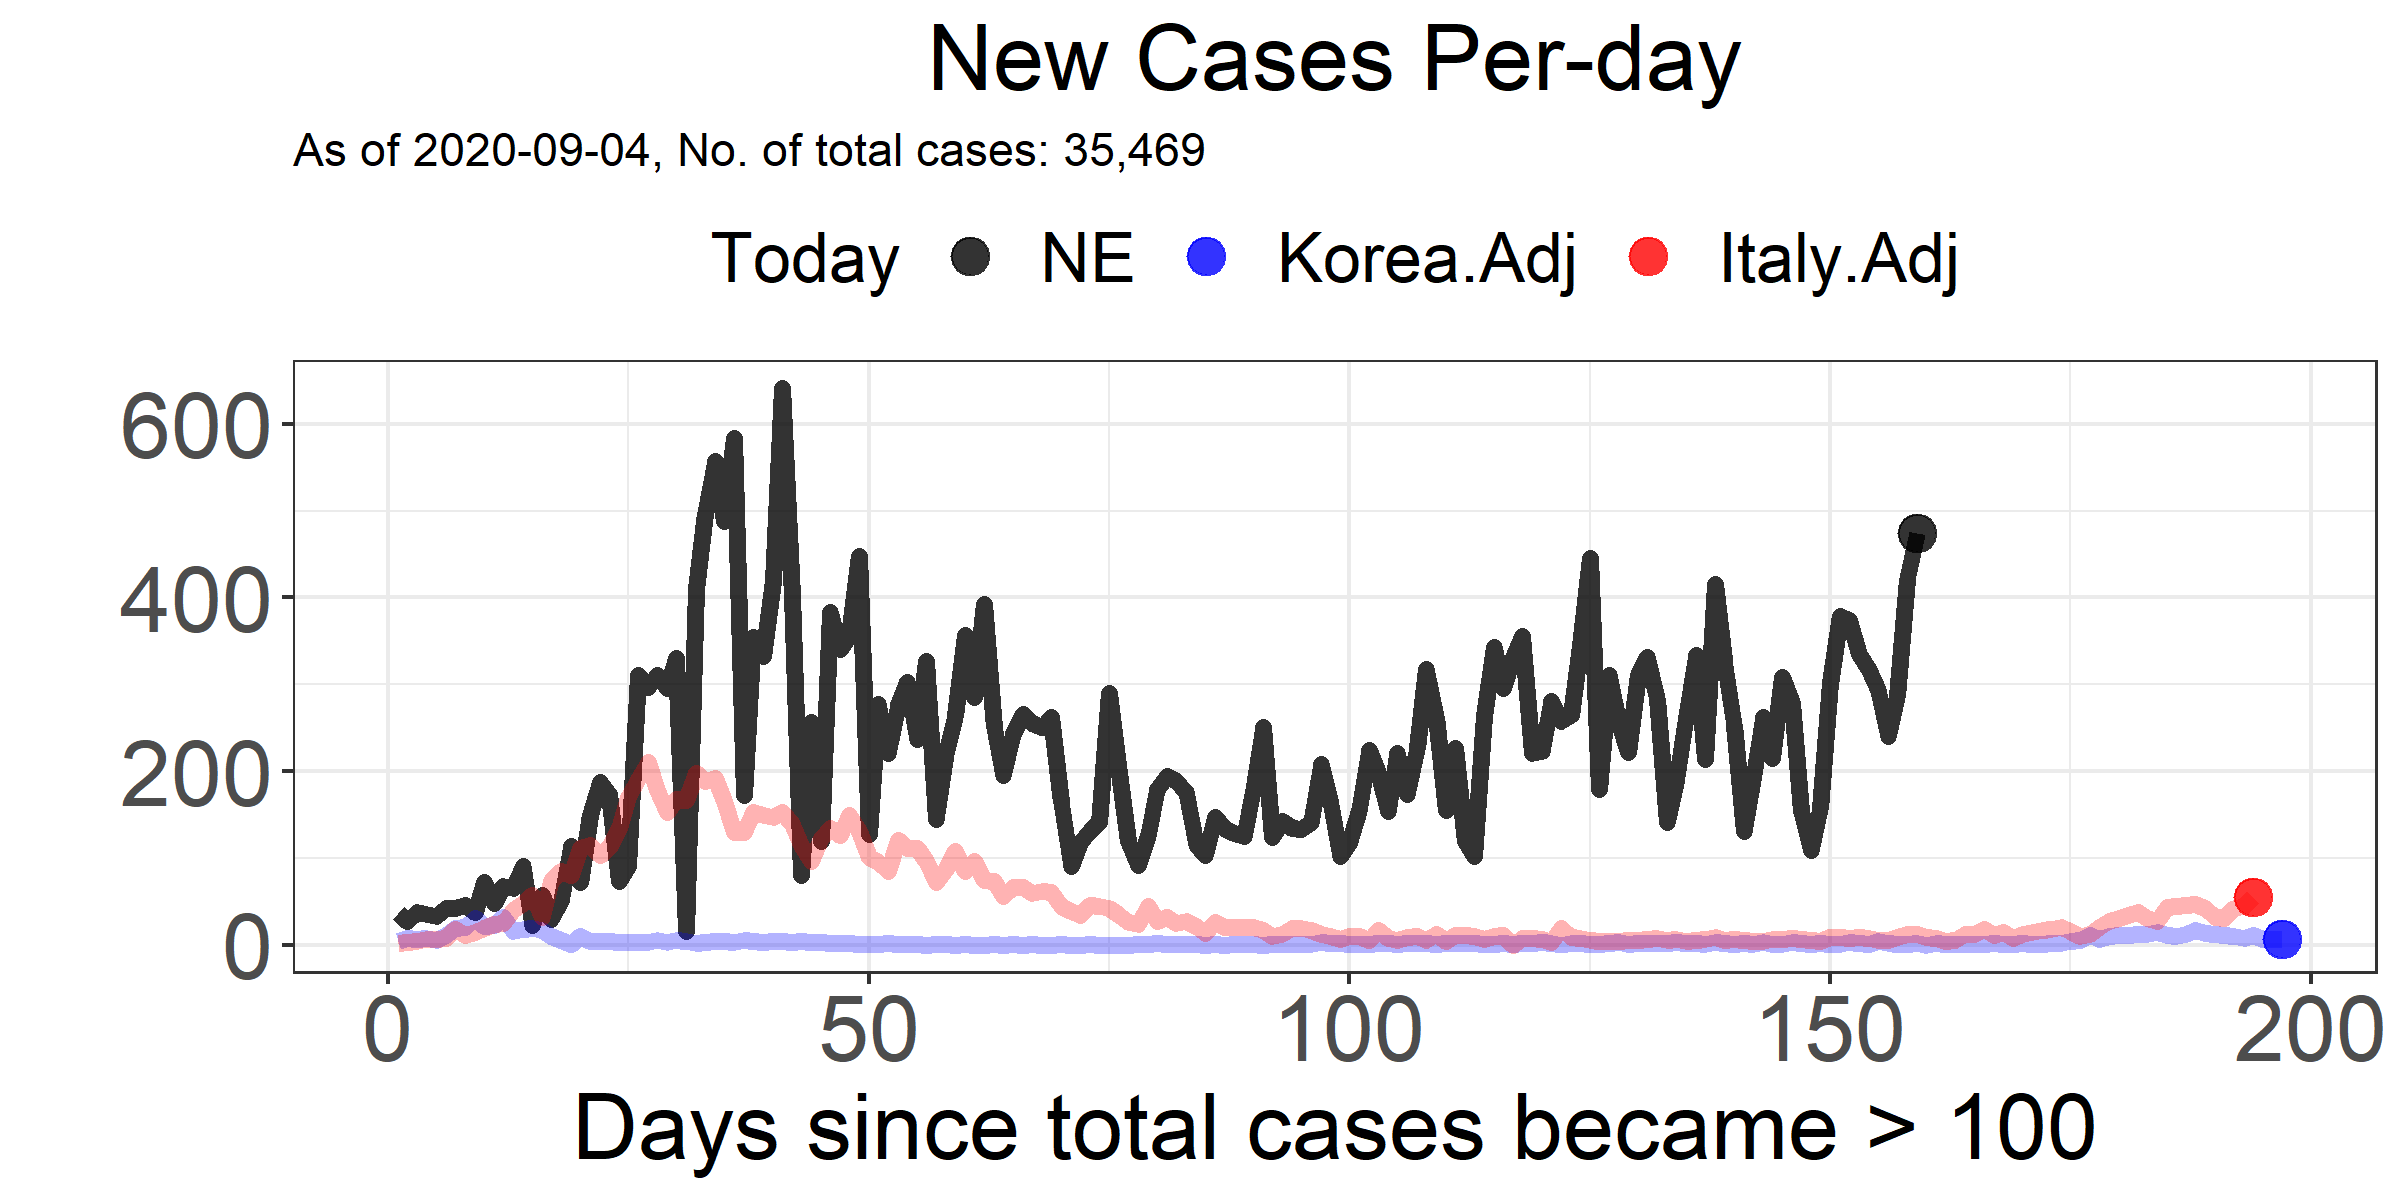 New Cases Per-day
As of 2020-09-04, No. of total cases: 35,469
Today NE Korea.Adj Italy.Adj
600
400
200
0
0 50 100 150 200
Days since total cases became > 100